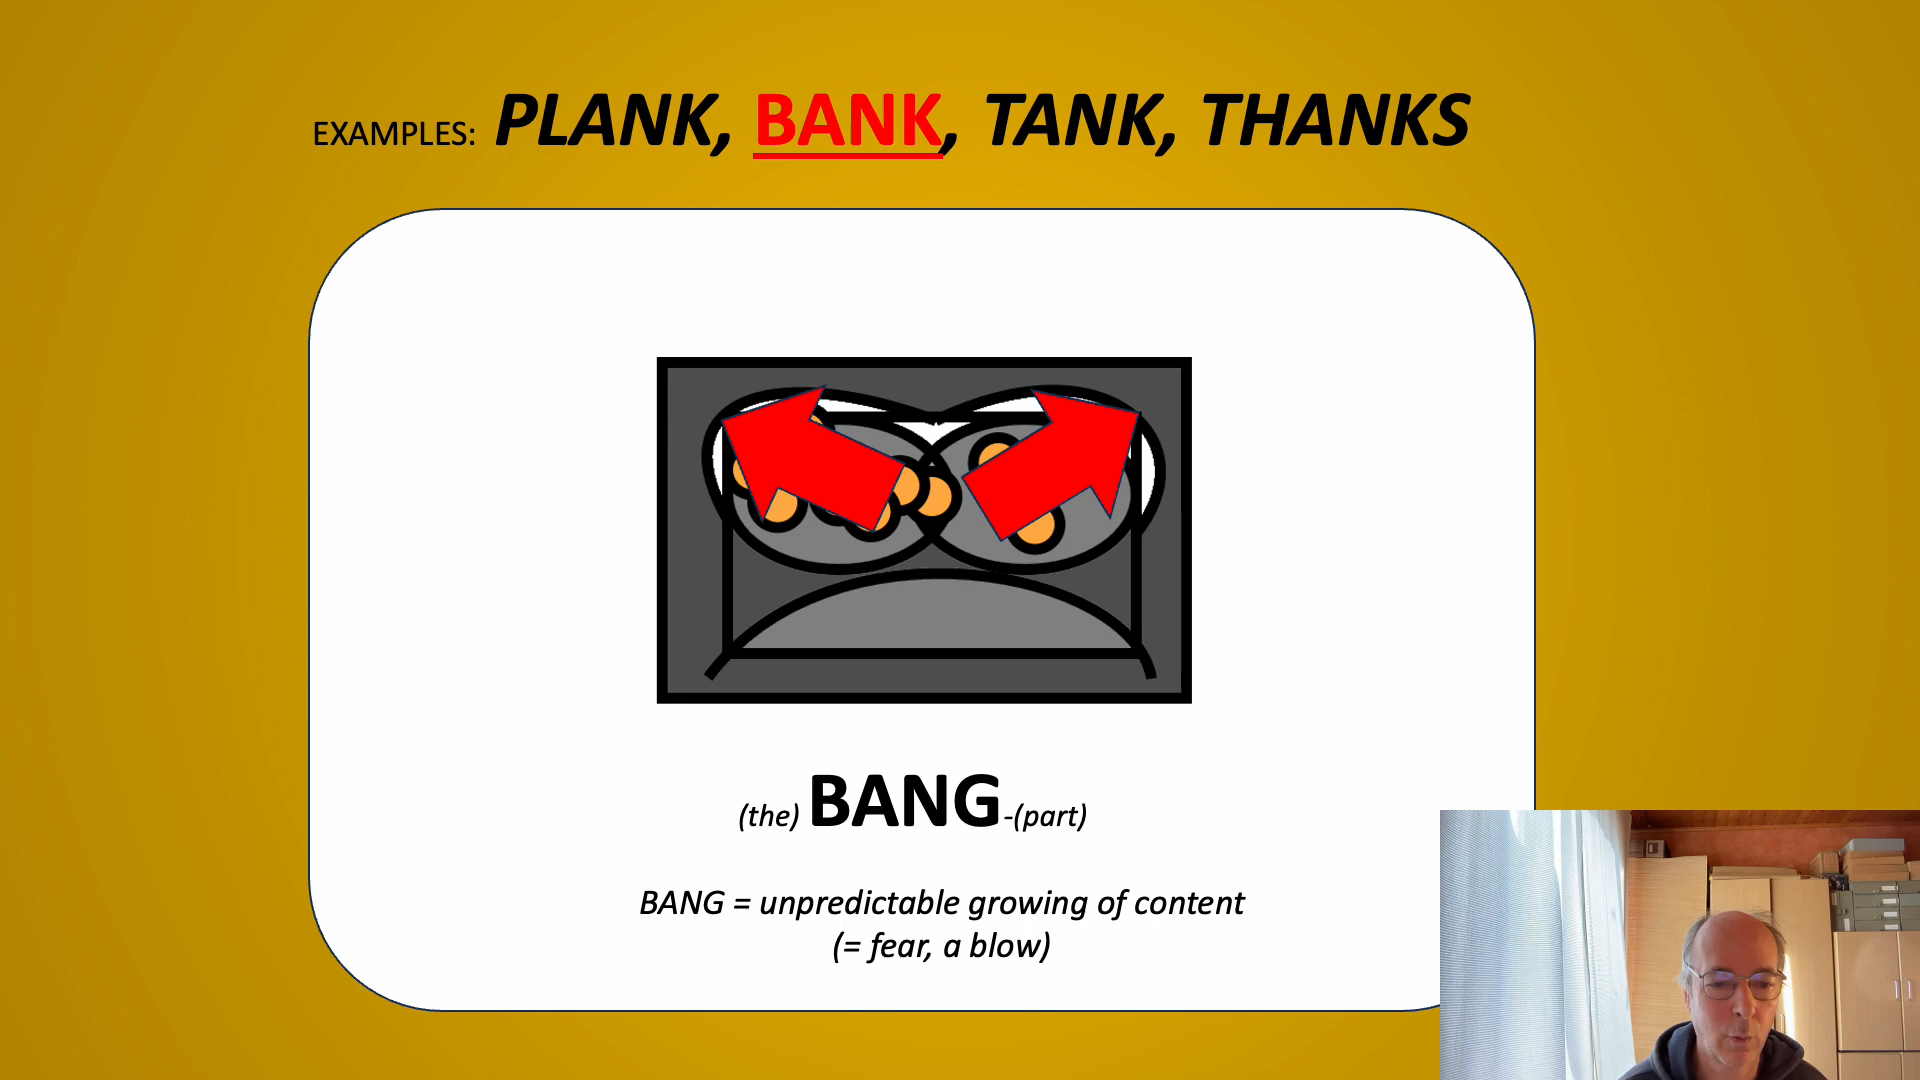 EXAMPLES: PLANK, BANK, TANK, THANKS
(the) BANG-(part)
BANG = unpredictable growing of content
(= fear, a blow)